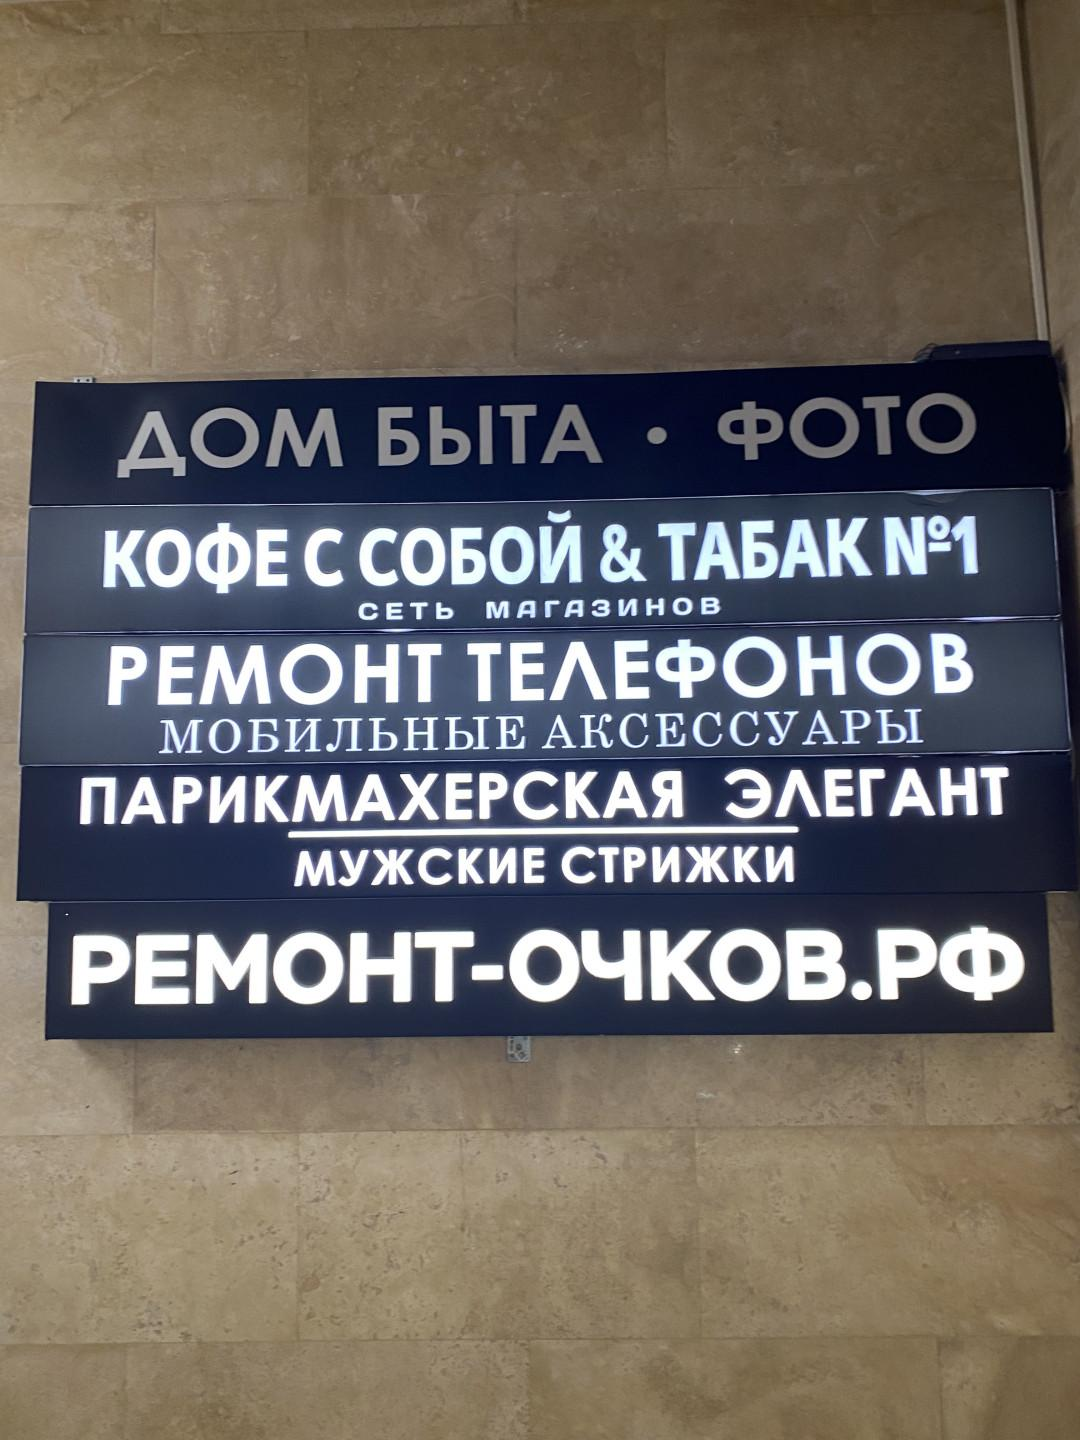 ДОМ БЫТА • ФОТО
КОФЕ С СОБОЙ & ТАБАК №1
СЕТЬ МАГАЗИНОВ
РЕМОНТ ТЕЛЕФОНОВ
МОБИЛЬНЫЕ АКСЕССУАРЫ
ПАРИКМАХЕРСКАЯ ЭЛЕГАНТ
МУЖСКИЕ СТРИЖКИ
РЕМОНТ-ОЧКОВ.РФ